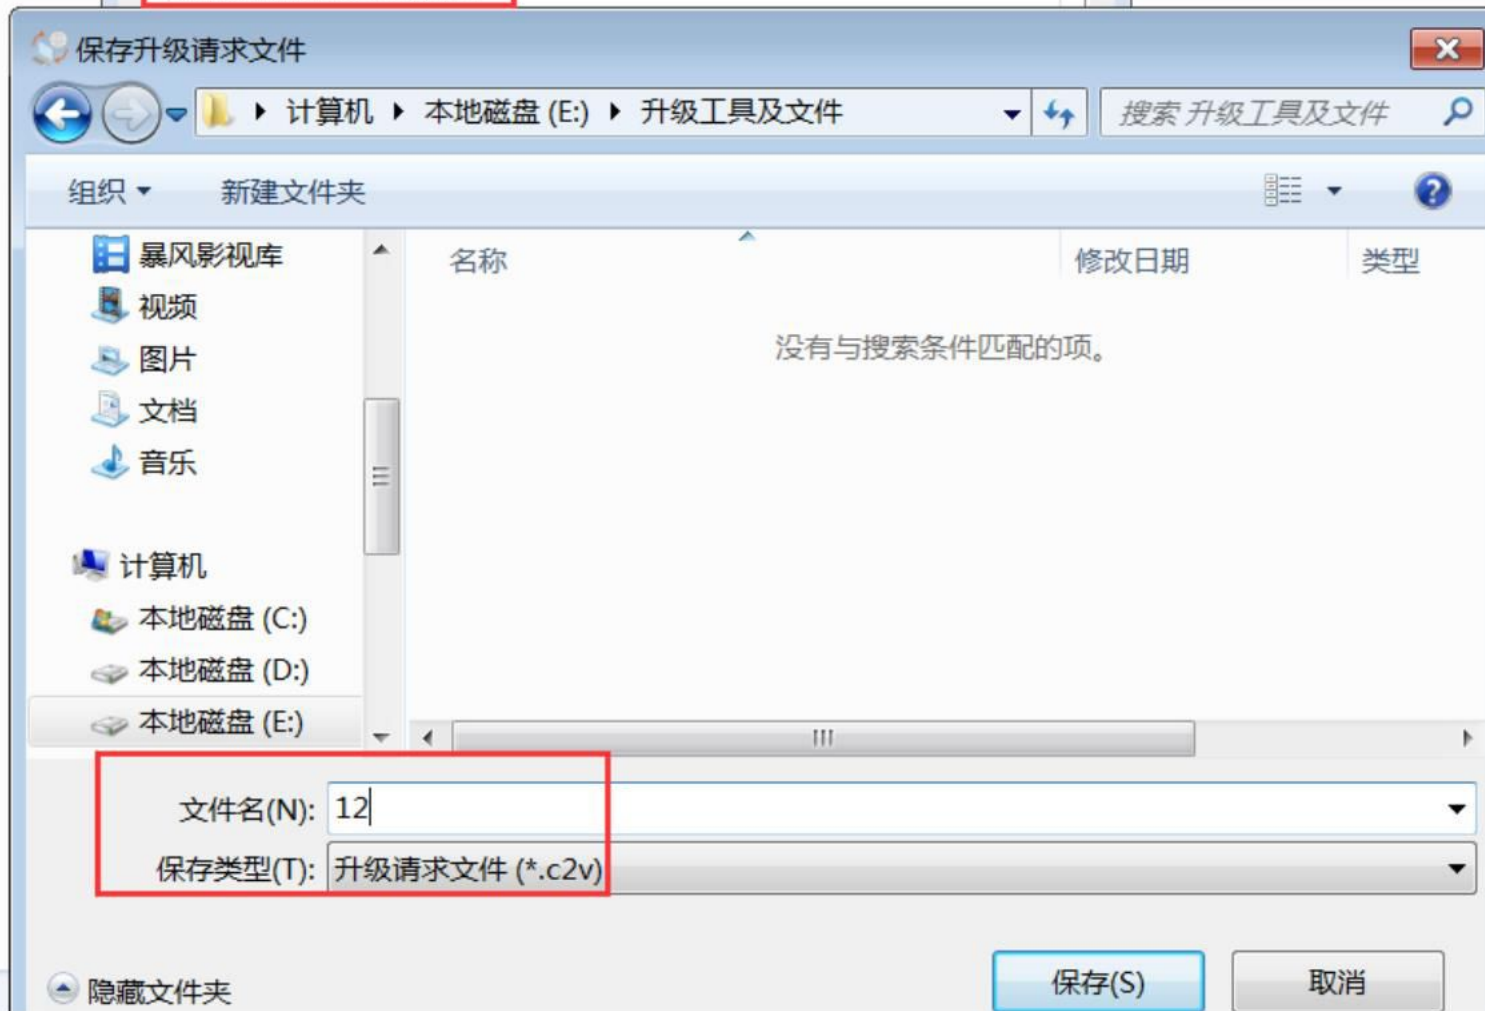 保存升级请求文件
计算机 本地磁盘 (E:) 升级工具及文件 搜索 升级工具及文件
组织 新建文件夹
暴风影视库
视频
图片
文档
音乐
计算机
本地磁盘 (C:)
本地磁盘 (D:)
本地磁盘 (E:)
名称 修改日期 类型
没有与搜索条件匹配的项。
文件名(N): 12
保存类型(T): 升级请求文件 (*.c2v)
隐藏文件夹 保存(S) 取消